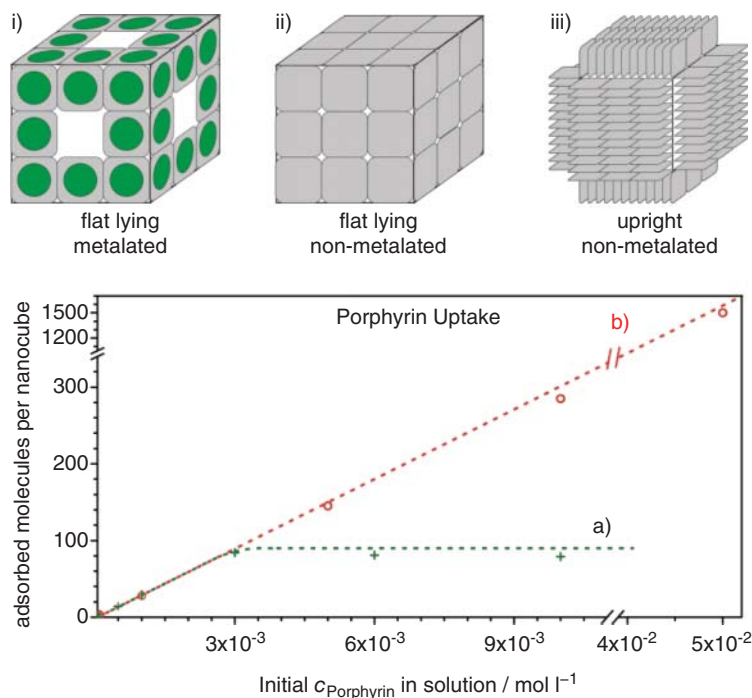 i)
ii)
iii)
flat lying
metalated
flat lying
non-metalated
upright
non-metalated
Porphyrin Uptake
b)
a)
adsorbed molecules per nanocube
1500
1200
300
200
100
0
3x10⁻³
6x10⁻³
9x10⁻³
4x10⁻²
5x10⁻²
Initial cPorphyrin in solution / mol l⁻¹